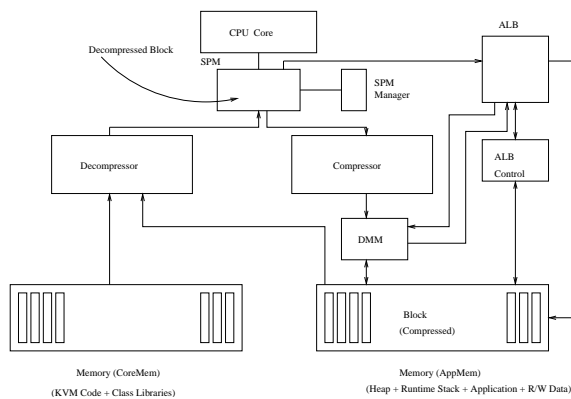 CPU Core
ALB
Decompressed Block
SPM
SPM
Manager
Decompressor
Compressor
ALB
Control
DMM
Block
(Compressed)
Memory (CoreMem)
(KVM Code + Class Libraries)
Memory (AppMem)
(Heap + Runtime Stack + Application + R/W Data)